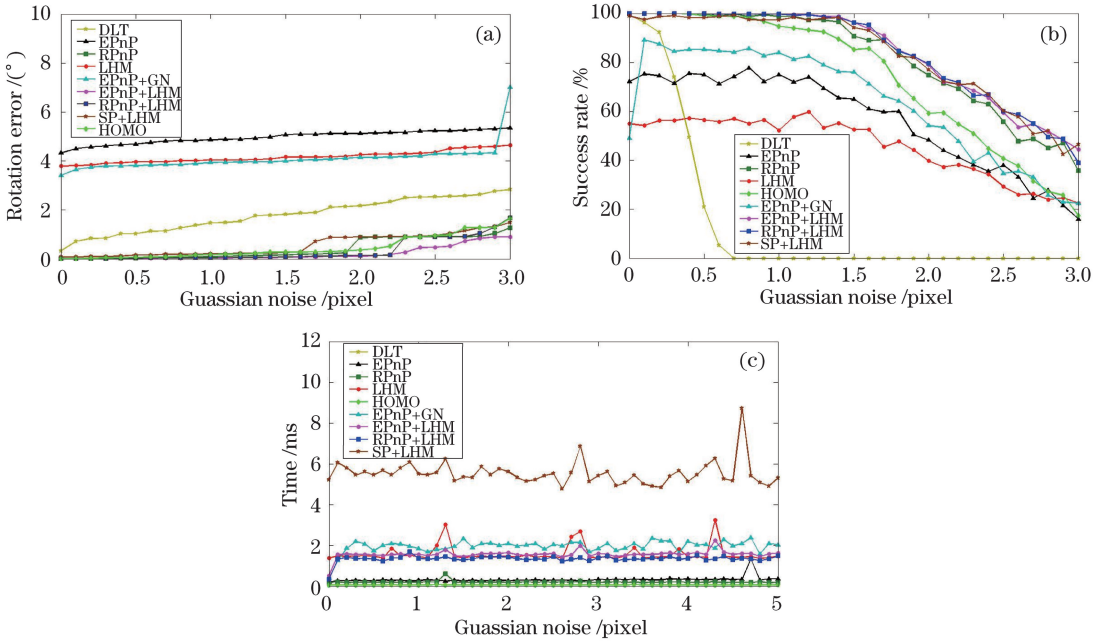 (a)
Rotation error /(°)
8
6
4
2
0
DLT
EPnP
RPnP
LHM
EPnP+GN
EPnP+LHM
RPnP+LHM
SP+LHM
HOMO
0 0.5 1.0 1.5 2.0 2.5 3.0
Guassian noise /pixel
(b)
Success rate /%
100
80
60
40
20
0
DLT
EPnP
RPnP
LHM
HOMO
EPnP+GN
EPnP+LHM
RPnP+LHM
SP+LHM
0 0.5 1.0 1.5 2.0 2.5 3.0
Guassian noise /pixel
(c)
Time /ms
12
10
8
6
4
2
0
DLT
EPnP
RPnP
LHM
HOMO
EPnP+GN
EPnP+LHM
RPnP+LHM
SP+LHM
0 1 2 3 4 5
Guassian noise /pixel